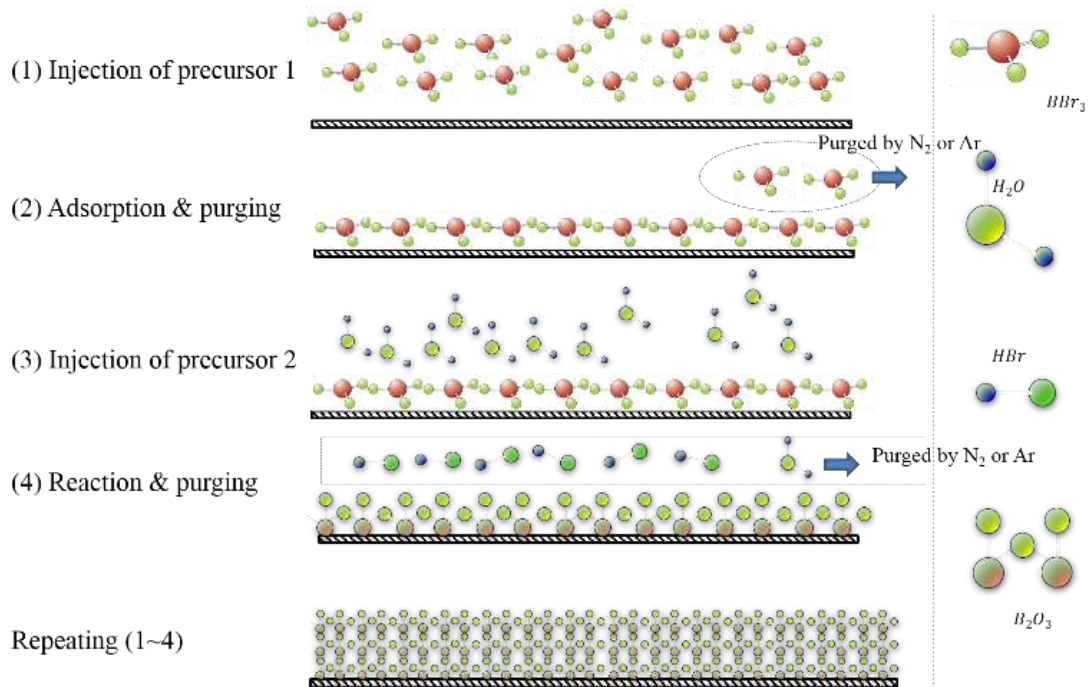 (1) Injection of precursor 1
BBr₃
Purged by N₂ or Ar
H₂O
(2) Adsorption & purging
(3) Injection of precursor 2
HBr
Purged by N₂ or Ar
(4) Reaction & purging
B₂O₃
Repeating (1~4)